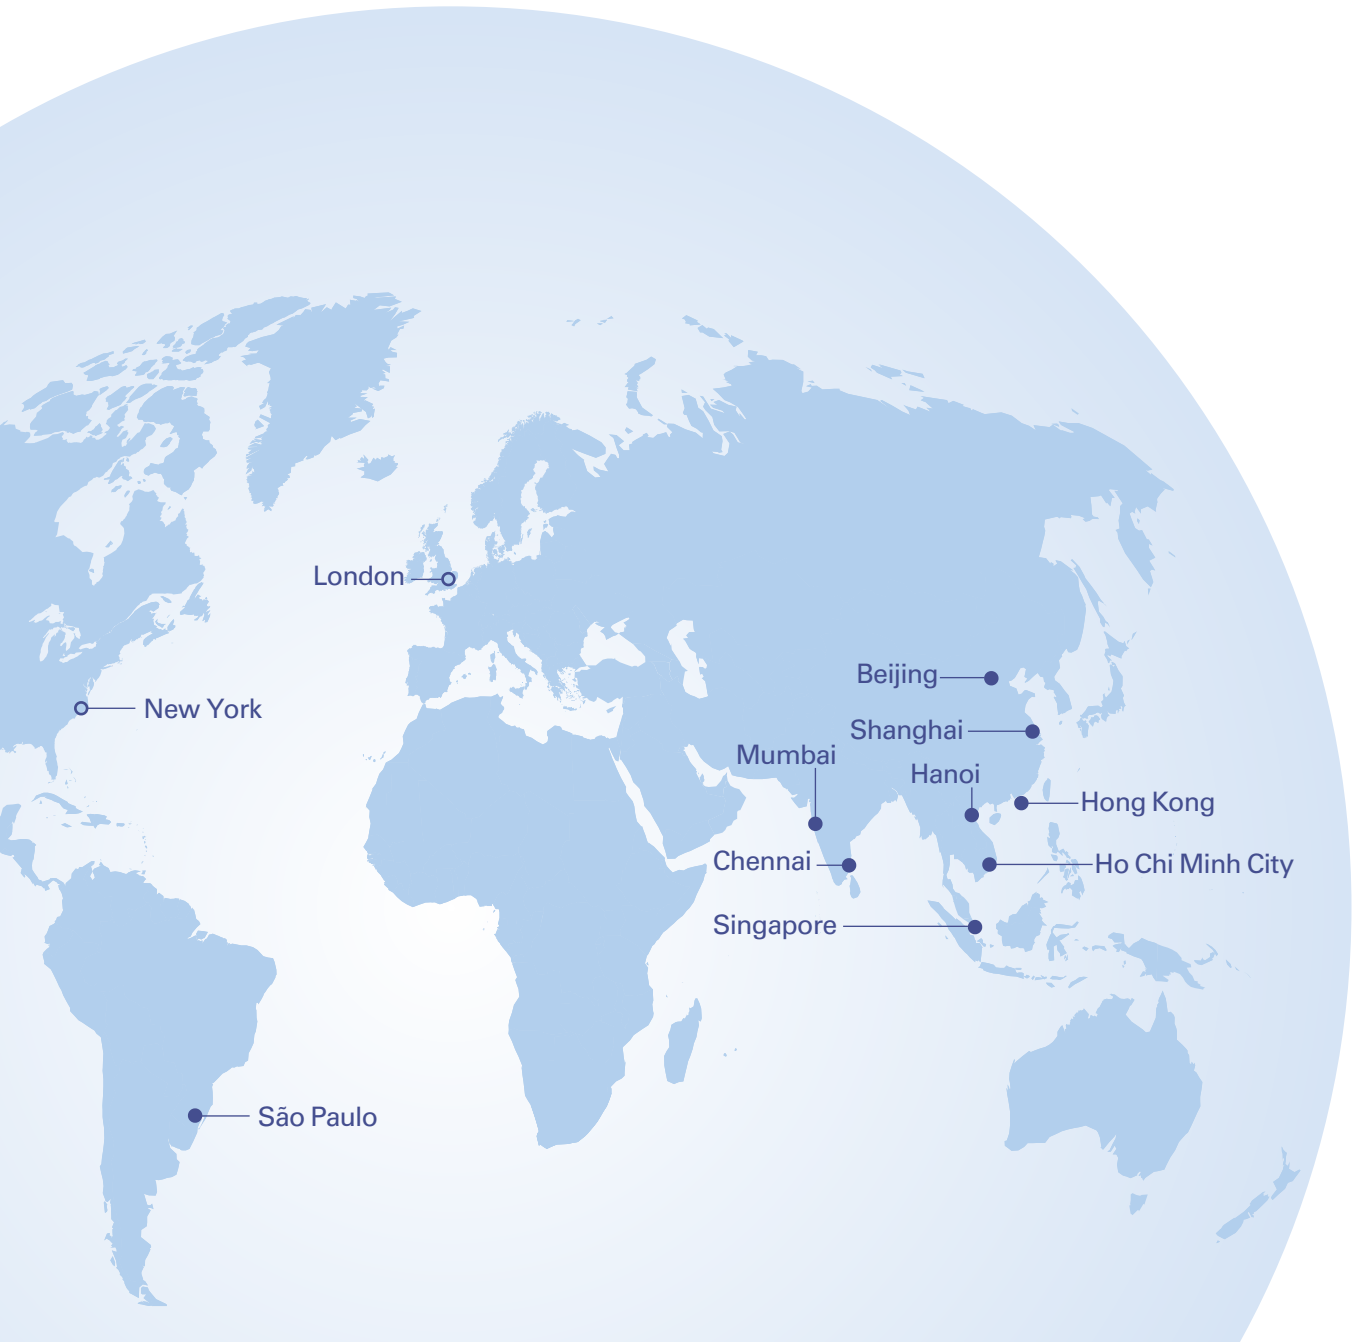 London
Beijing
New York
Shanghai
Mumbai
Hanoi
Hong Kong
Chennai
Ho Chi Minh City
Singapore
São Paulo